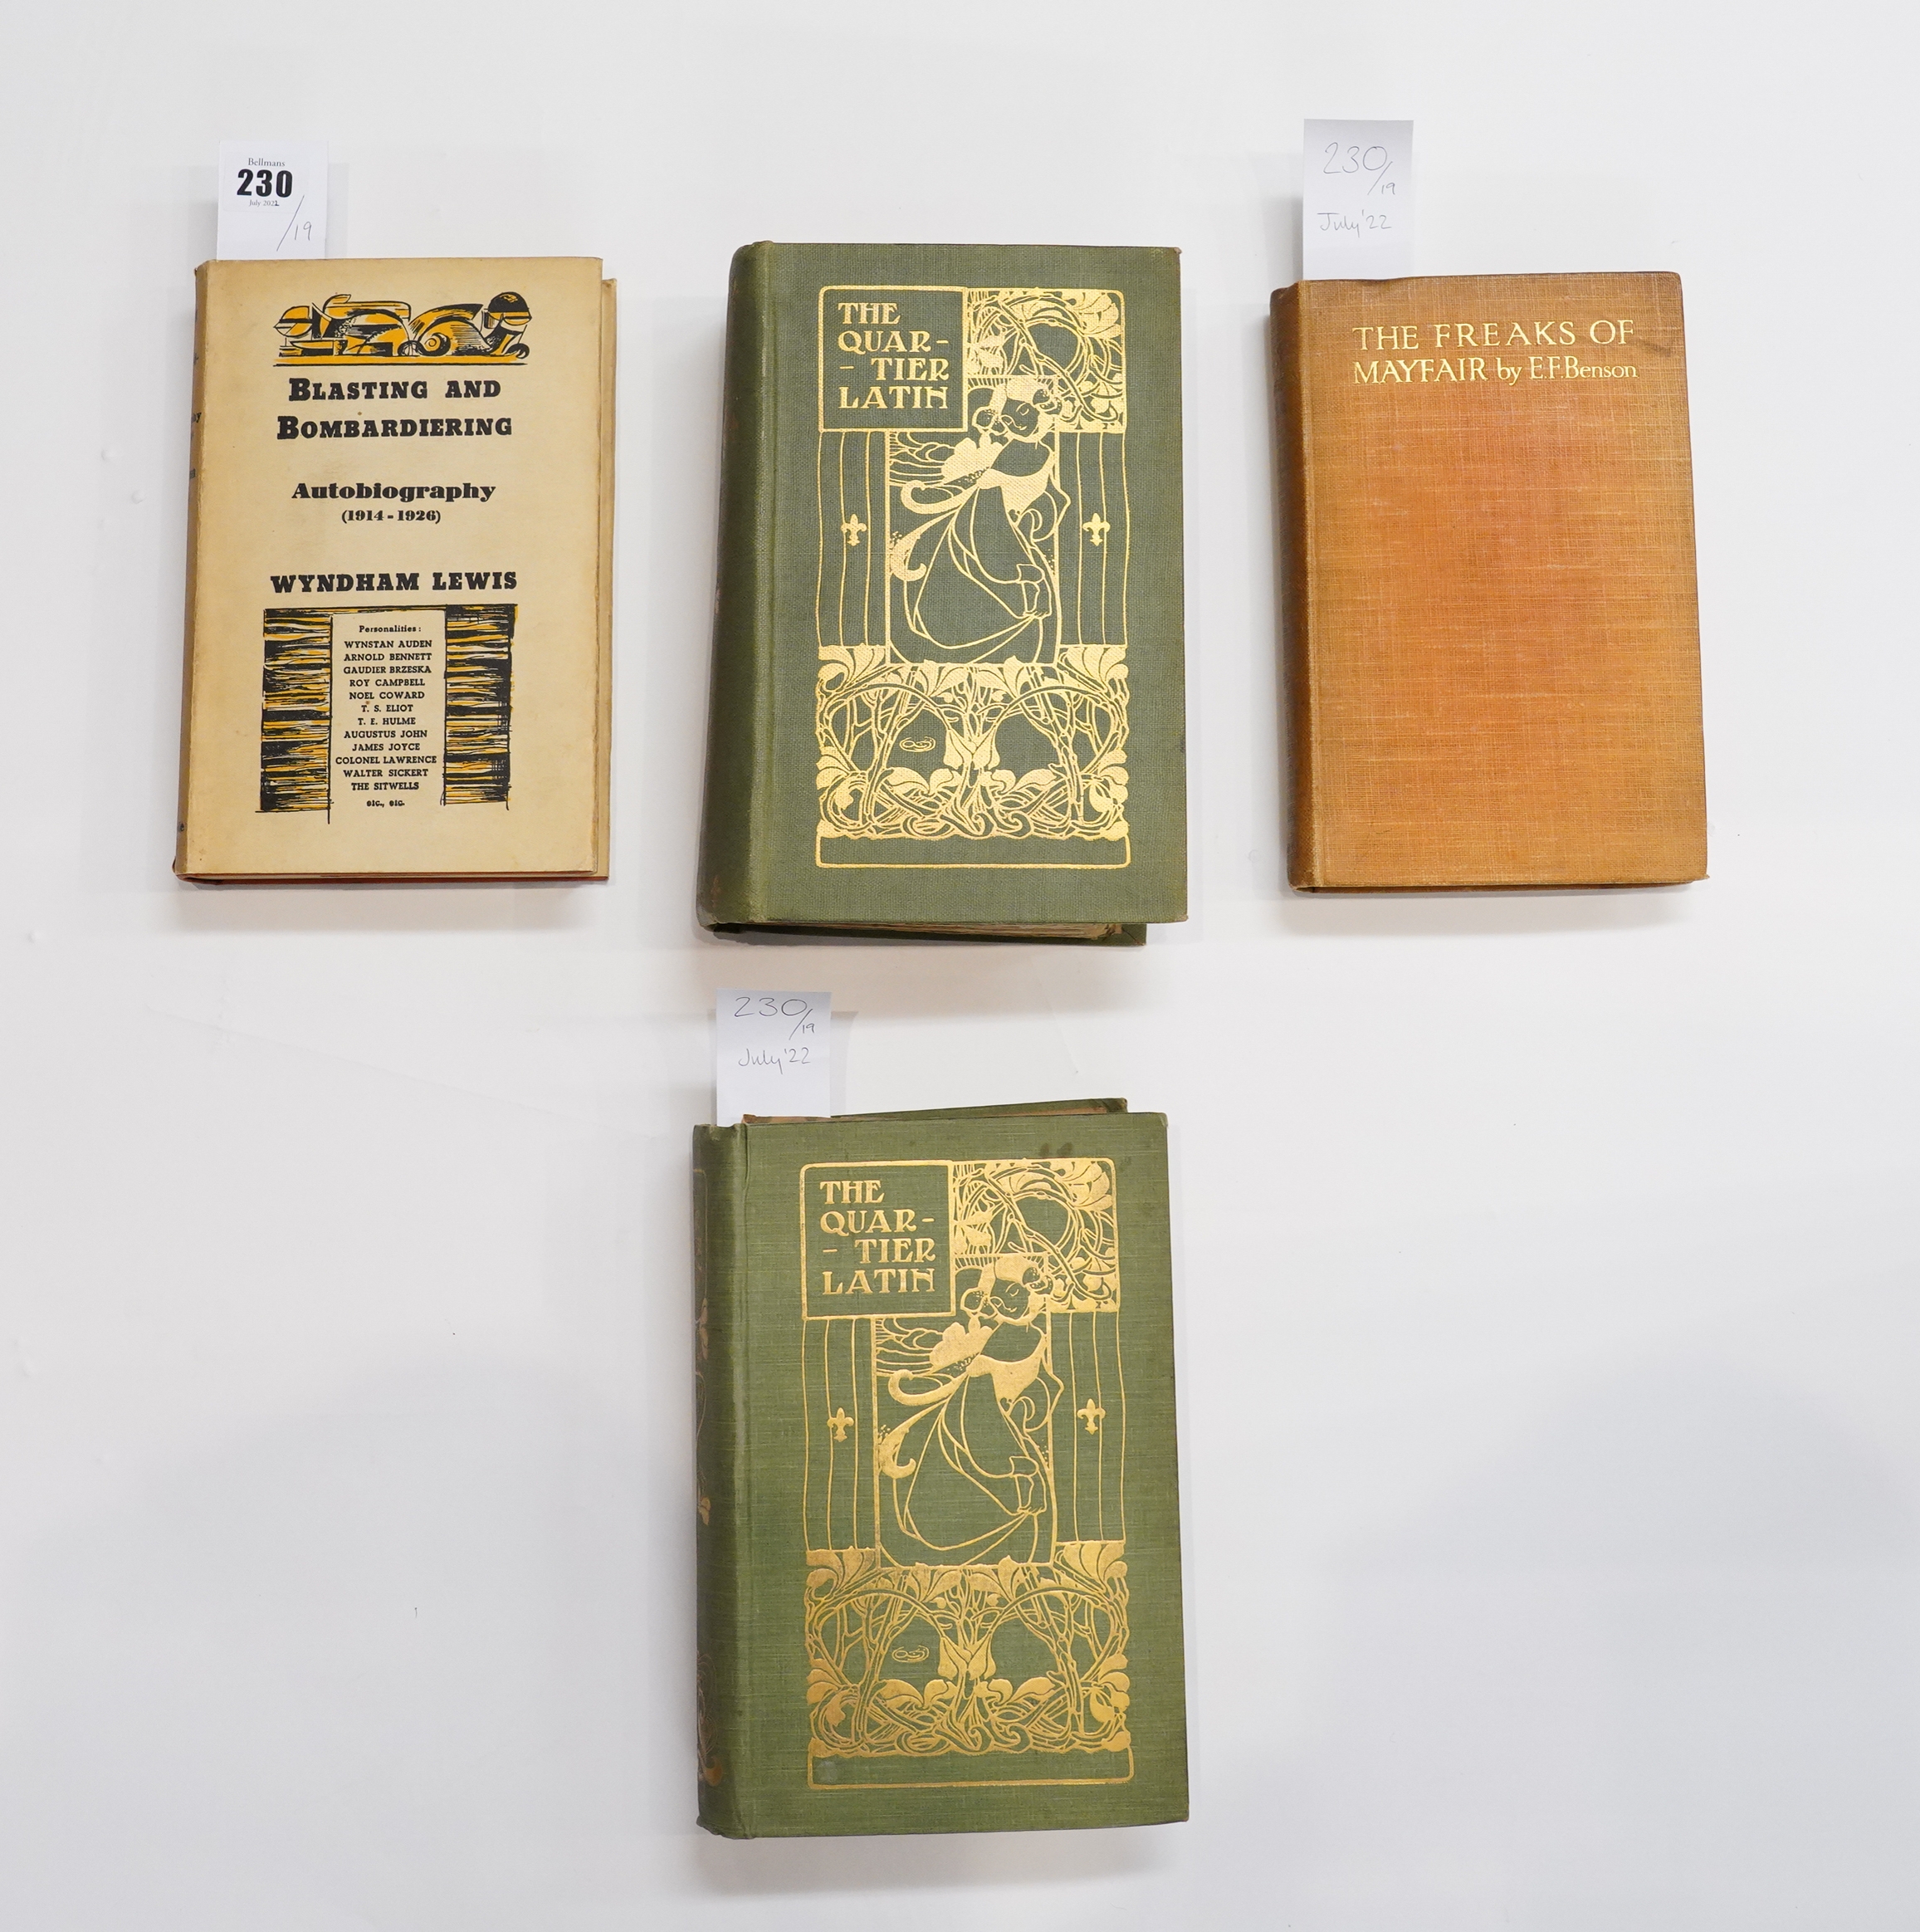 Bellmans
230
July 2022
/19
BLASTING AND
BOMBARDIERING
Autobiography
(1914-1926)
WYNDHAM LEWIS
Personalities:
WYNSTAN AUDEN
ARNOLD BENNETT
GAUDIER BRZESKA
ROY CAMPBELL
NOEL COWARD
T. S. ELIOT
T. E. HULME
AUGUSTUS JOHN
JAMES JOYCE
COLONEL LAWRENCE
WALTER SICKERT
THE SITWELLS
etc., etc.
THE
QUAR-
- TIER
LATIN
230/19
July '22
THE FREAKS OF
MAYFAIR by E.F.Benson
230/19
July '22
THE
QUAR-
- TIER
LATIN